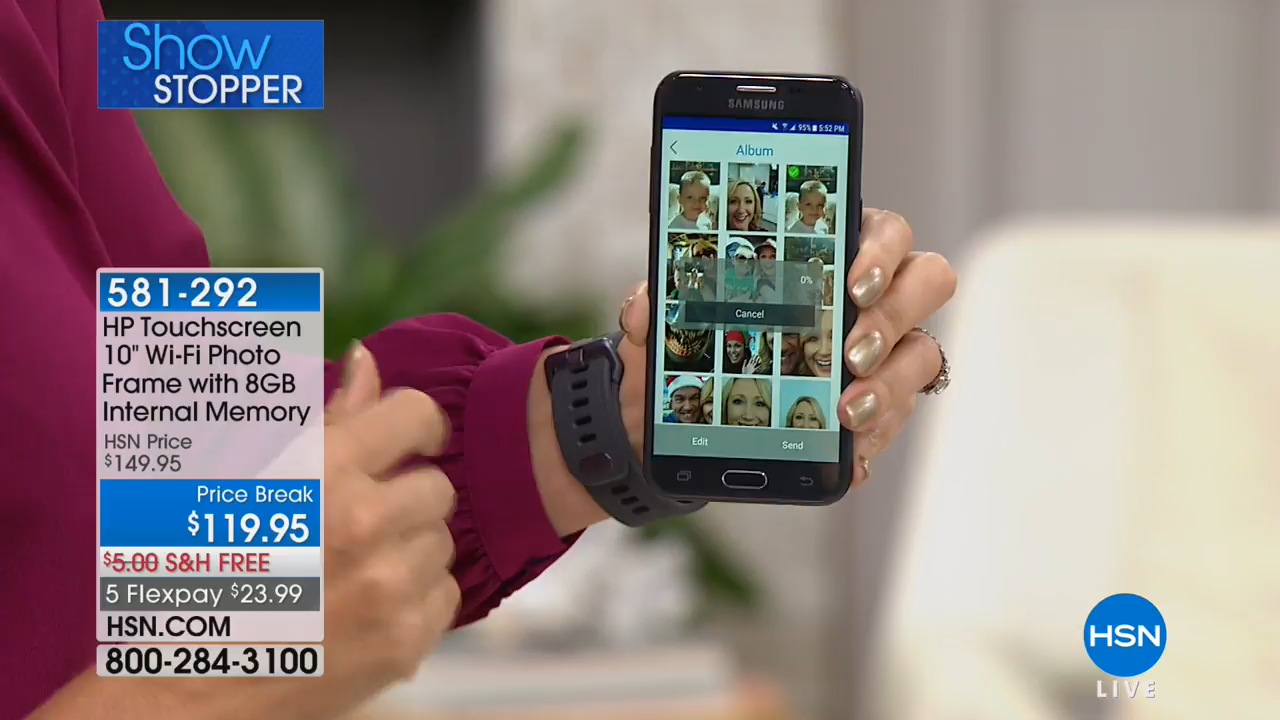 Show
STOPPER
SAMSUNG
95% 5:52 PM
Album
0%
Cancel
Edit
Send
581-292
HP Touchscreen
10" Wi-Fi Photo
Frame with 8GB
Internal Memory
HSN Price
$149.95
Price Break
$119.95
$5.00 S&H FREE
5 Flexpay $23.99
HSN.COM
800-284-3100
HSN
LIVE